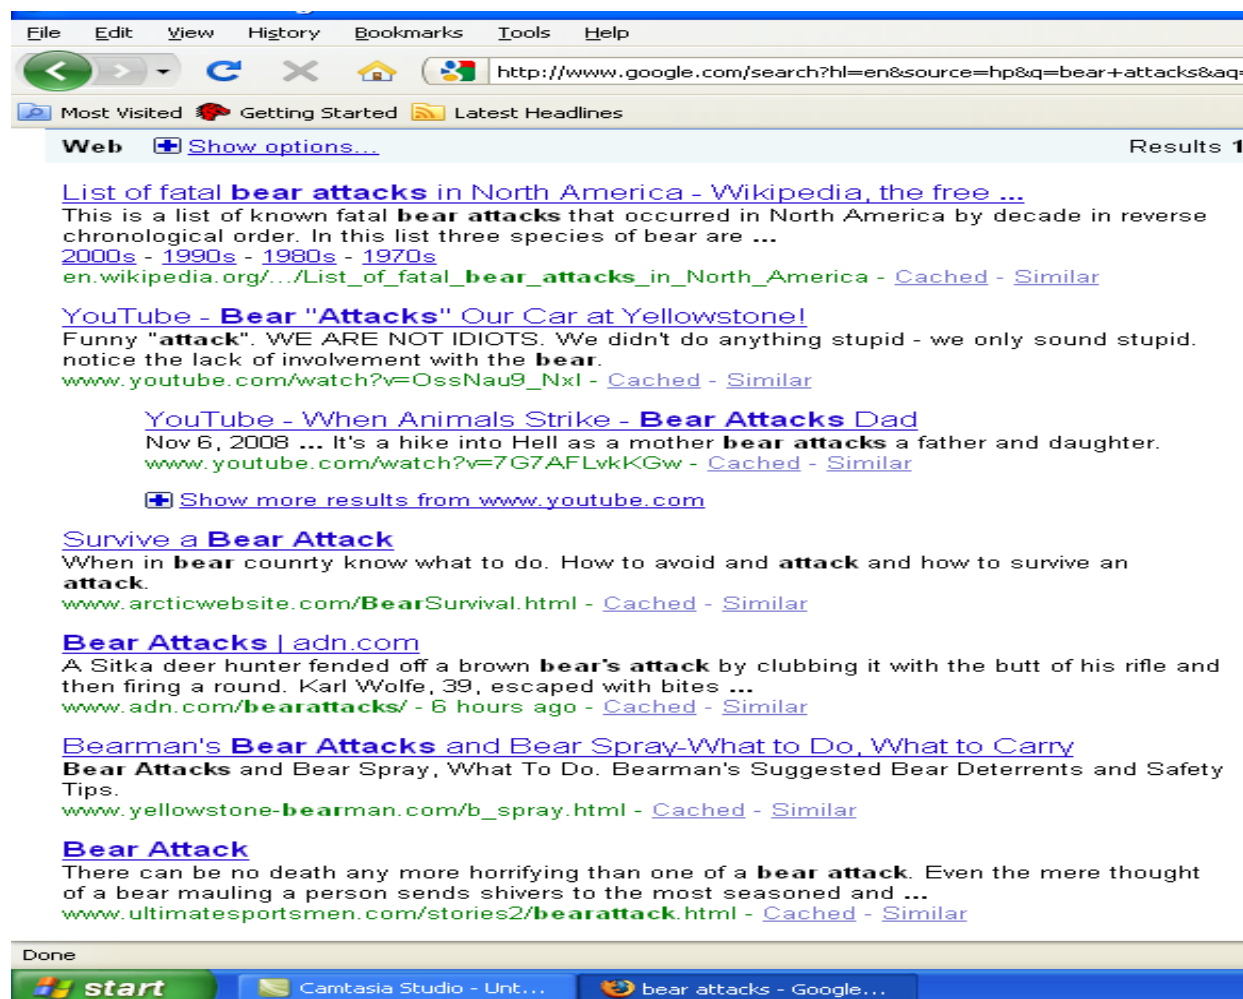 File Edit View History Bookmarks Tools Help
http://www.google.com/search?hl=en&source=hp&q=bear+attacks&aq=
Most Visited Getting Started Latest Headlines
Web Show options... Results 1
List of fatal bear attacks in North America - Wikipedia, the free ...
This is a list of known fatal bear attacks that occurred in North America by decade in reverse
chronological order. In this list three species of bear are ...
2000s - 1990s - 1980s - 1970s
en.wikipedia.org/.../List_of_fatal_bear_attacks_in_North_America - Cached - Similar
YouTube - Bear "Attacks" Our Car at Yellowstone!
Funny "attack". WE ARE NOT IDIOTS. We didn't do anything stupid - we only sound stupid.
notice the lack of involvement with the bear.
www.youtube.com/watch?v=OssNau9_NxI - Cached - Similar
YouTube - When Animals Strike - Bear Attacks Dad
Nov 6, 2008 ... It's a hike into Hell as a mother bear attacks a father and daughter.
www.youtube.com/watch?v=7G7AFLvkKGw - Cached - Similar
Show more results from www.youtube.com
Survive a Bear Attack
When in bear counrty know what to do. How to avoid and attack and how to survive an
attack.
www.arcticwebsite.com/BearSurvival.html - Cached - Similar
Bear Attacks | adn.com
A Sitka deer hunter fended off a brown bear's attack by clubbing it with the butt of his rifle and
then firing a round. Karl Wolfe, 39, escaped with bites ...
www.adn.com/bearattacks/ - 6 hours ago - Cached - Similar
Bearman's Bear Attacks and Bear Spray-What to Do, What to Carry
Bear Attacks and Bear Spray, What To Do. Bearman's Suggested Bear Deterrents and Safety
Tips.
www.yellowstone-bearman.com/b_spray.html - Cached - Similar
Bear Attack
There can be no death any more horrifying than one of a bear attack. Even the mere thought
of a bear mauling a person sends shivers to the most seasoned and ...
www.ultimatesportsmen.com/stories2/bearattack.html - Cached - Similar
Done
start Camtasia Studio - Unt... bear attacks - Google...